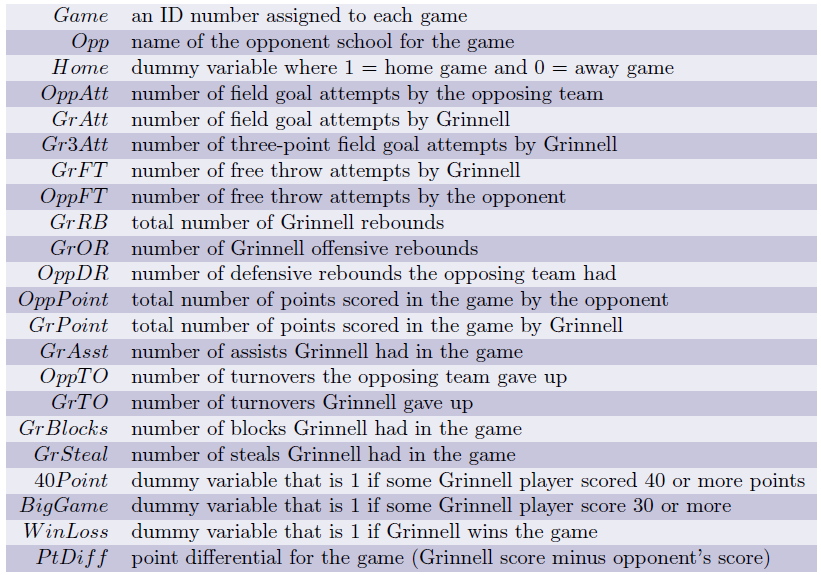 Game an ID number assigned to each game
Opp name of the opponent school for the game
Home dummy variable where 1 = home game and 0 = away game
OppAtt number of field goal attempts by the opposing team
GrAtt number of field goal attempts by Grinnell
Gr3Att number of three-point field goal attempts by Grinnell
GrFT number of free throw attempts by Grinnell
OppFT number of free throw attempts by the opponent
GrRB total number of Grinnell rebounds
GrOR number of Grinnell offensive rebounds
OppDR number of defensive rebounds the opposing team had
OppPoint total number of points scored in the game by the opponent
GrPoint total number of points scored in the game by Grinnell
GrAsst number of assists Grinnell had in the game
OppTO number of turnovers the opposing team gave up
GrTO number of turnovers Grinnell gave up
GrBlocks number of blocks Grinnell had in the game
GrSteal number of steals Grinnell had in the game
40Point dummy variable that is 1 if some Grinnell player scored 40 or more points
BigGame dummy variable that is 1 if some Grinnell player score 30 or more
WinLoss dummy variable that is 1 if Grinnell wins the game
PtDiff point differential for the game (Grinnell score minus opponent's score)